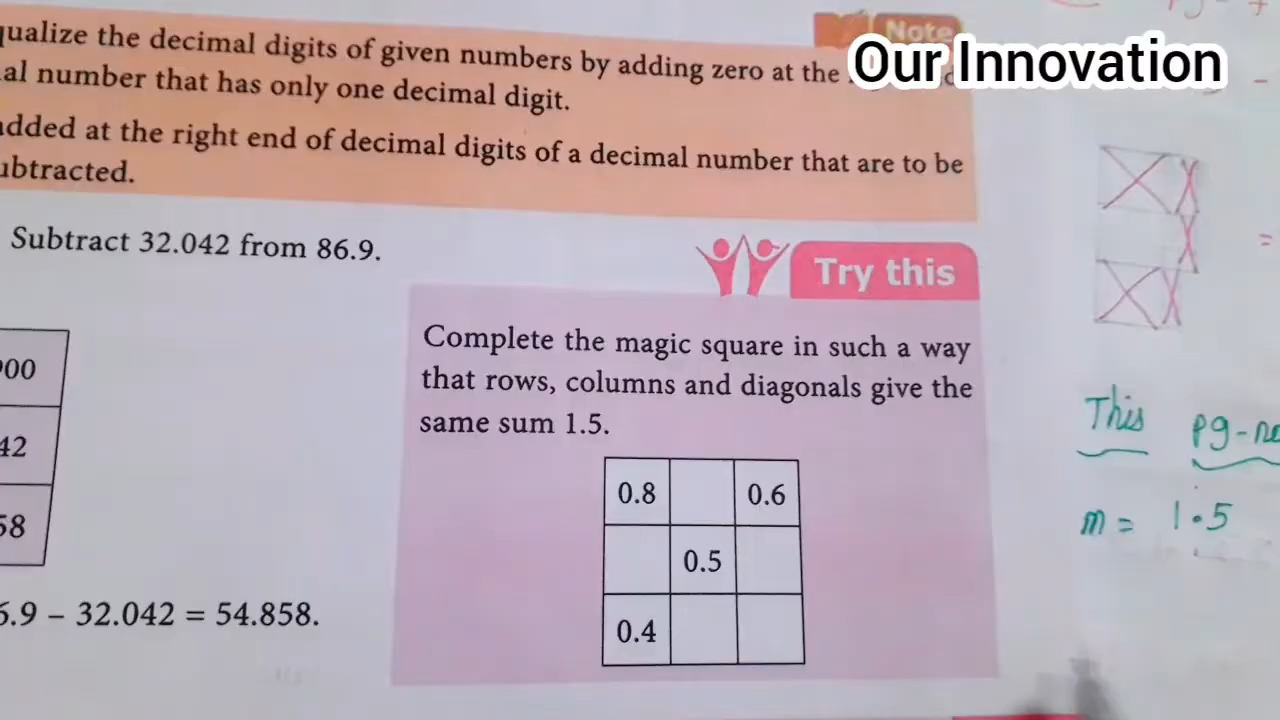 Note
Our Innovation
qualize the decimal digits of given numbers by adding zero at the
al number that has only one decimal digit.
added at the right end of decimal digits of a decimal number that are to be
ubtracted.
Subtract 32.042 from 86.9.
Try this
Complete the magic square in such a way
that rows, columns and diagonals give the
same sum 1.5.
0.8 0.6
0.5
0.4
00
42
58
6.9 – 32.042 = 54.858.
This pg-no
m = 1.5